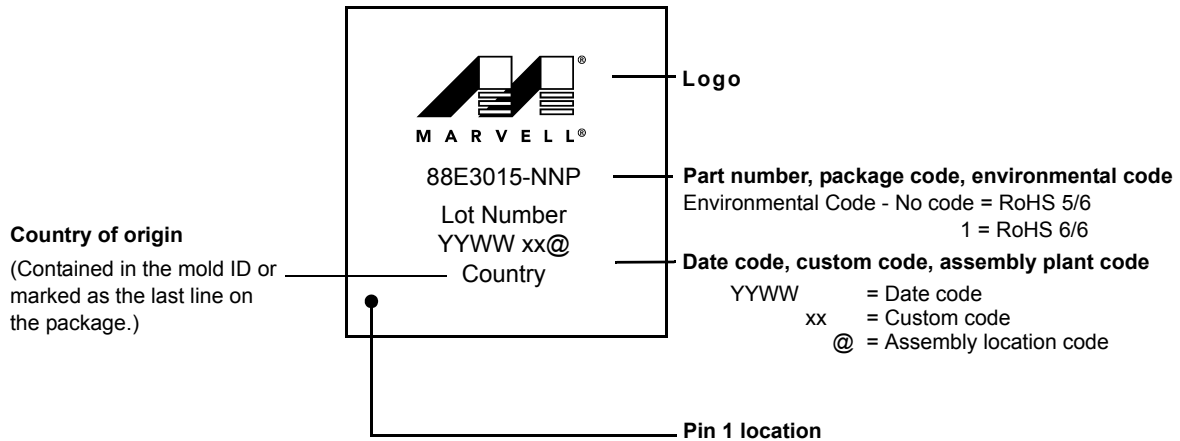 ®
MARVELL®
88E3015-NNP
Lot Number
YYWW xx@
Country
Logo
Part number, package code, environmental code
Environmental Code - No code = RoHS 5/6
1 = RoHS 6/6
Country of origin
(Contained in the mold ID or
marked as the last line on
the package.)
Date code, custom code, assembly plant code
YYWW = Date code
xx = Custom code
@ = Assembly location code
Pin 1 location